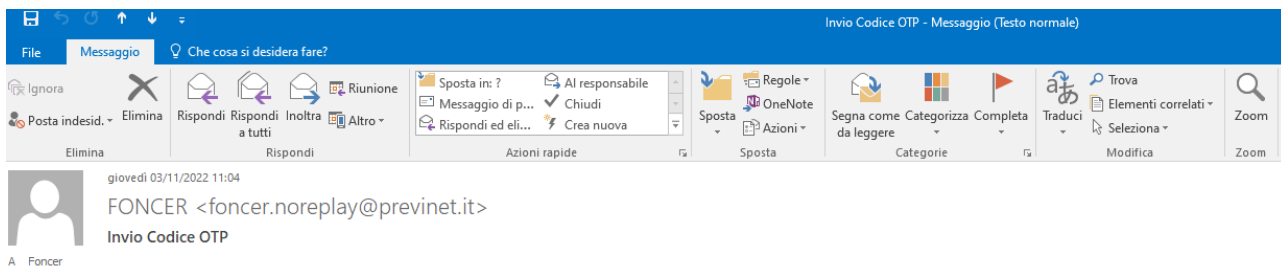 Invio Codice OTP - Messaggio (Testo normale)
File Messaggio Che cosa si desidera fare?
Ignora
Posta indesid.
Elimina
Rispondi
Rispondi a tutti
Inoltra
Riunione
Altro
Sposta in: ?
Al responsabile
Messaggio di p...
Chiudi
Rispondi ed eli...
Crea nuova
Sposta
Regole
OneNote
Azioni
Segna come da leggere
Categorizza
Completa
Traduci
Trova
Elementi correlati
Seleziona
Zoom
Elimina Rispondi Azioni rapide Sposta Categorie Modifica Zoom
giovedì 03/11/2022 11:04
FONCER <foncer.noreplay@previnet.it>
Invio Codice OTP
A Foncer